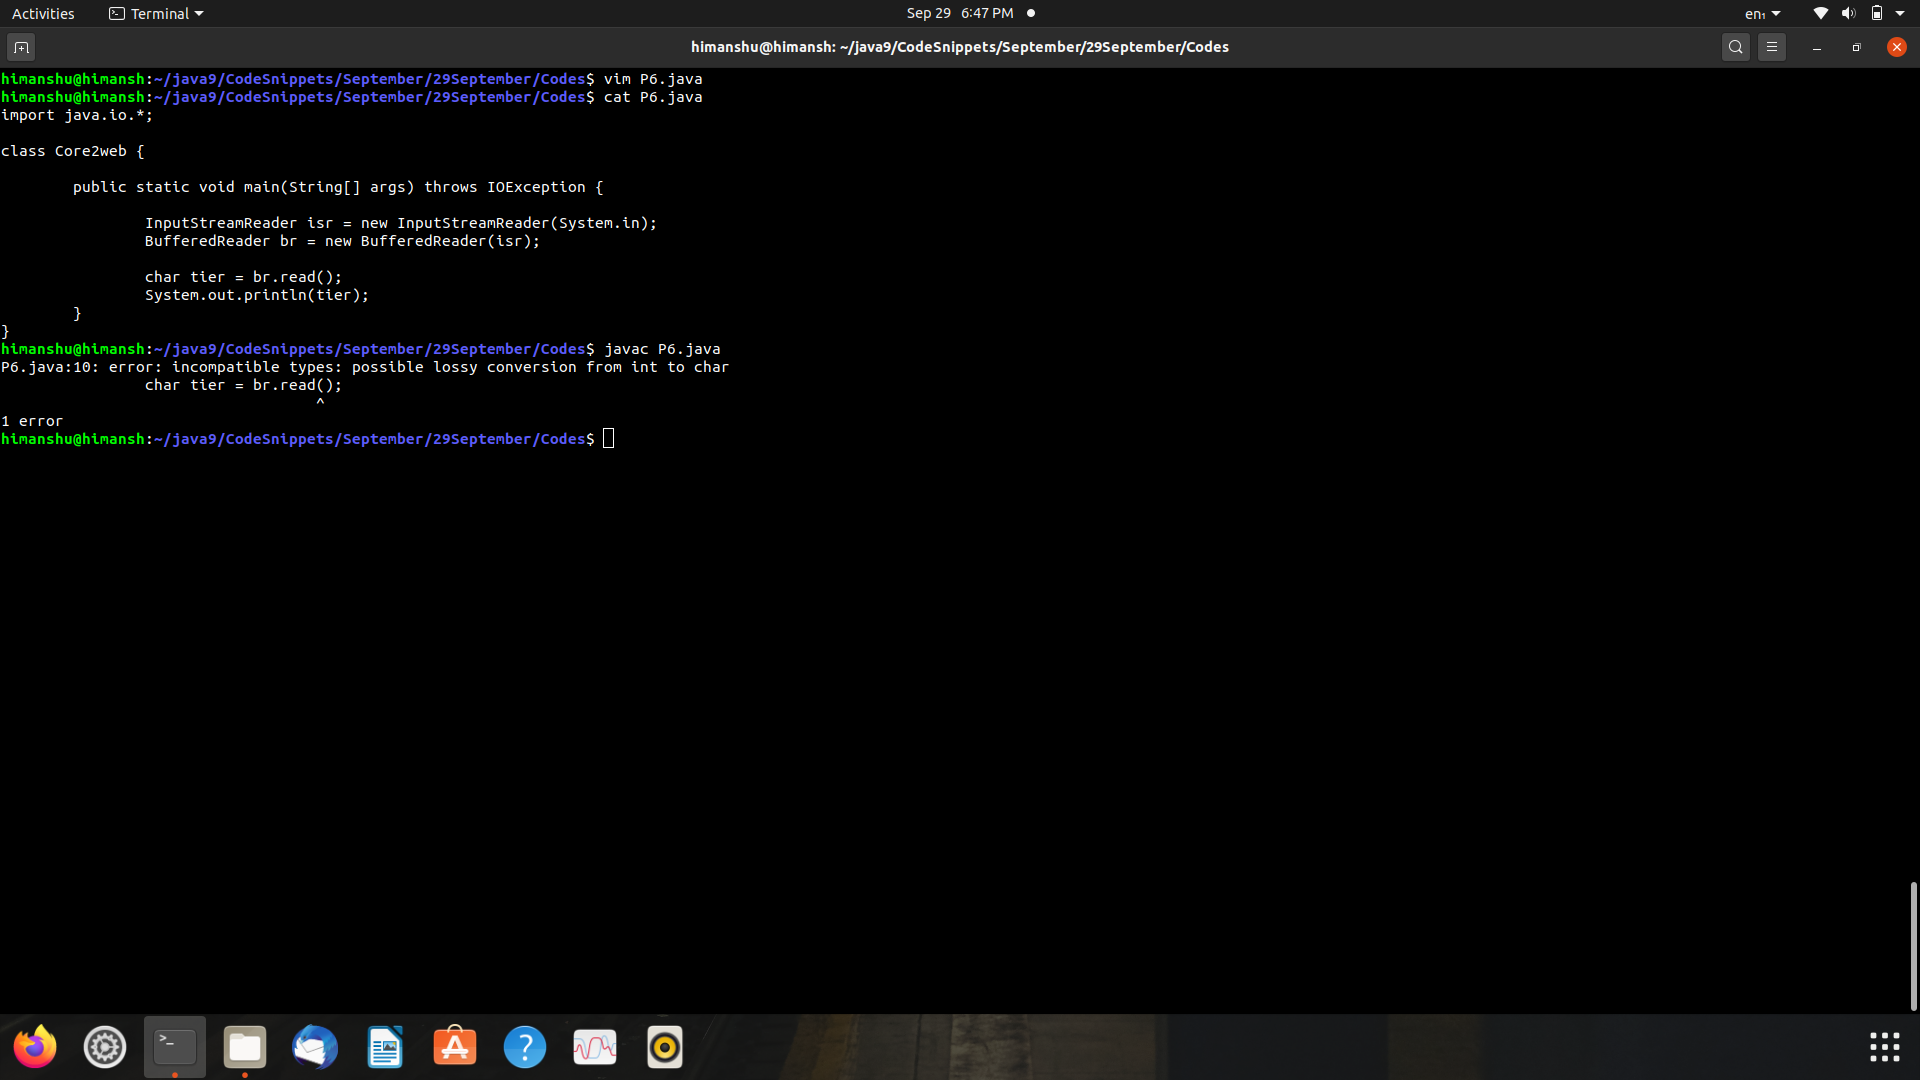 Activities Terminal Sep 29 6:47 PM en₁
himanshu@himansh: ~/java9/CodeSnippets/September/29September/Codes
himanshu@himansh:~/java9/CodeSnippets/September/29September/Codes$ vim P6.java
himanshu@himansh:~/java9/CodeSnippets/September/29September/Codes$ cat P6.java
import java.io.*;
class Core2web {
public static void main(String[] args) throws IOException {
InputStreamReader isr = new InputStreamReader(System.in);
BufferedReader br = new BufferedReader(isr);
char tier = br.read();
System.out.println(tier);
}
}
himanshu@himansh:~/java9/CodeSnippets/September/29September/Codes$ javac P6.java
P6.java:10: error: incompatible types: possible lossy conversion from int to char
char tier = br.read();
^
1 error
himanshu@himansh:~/java9/CodeSnippets/September/29September/Codes$